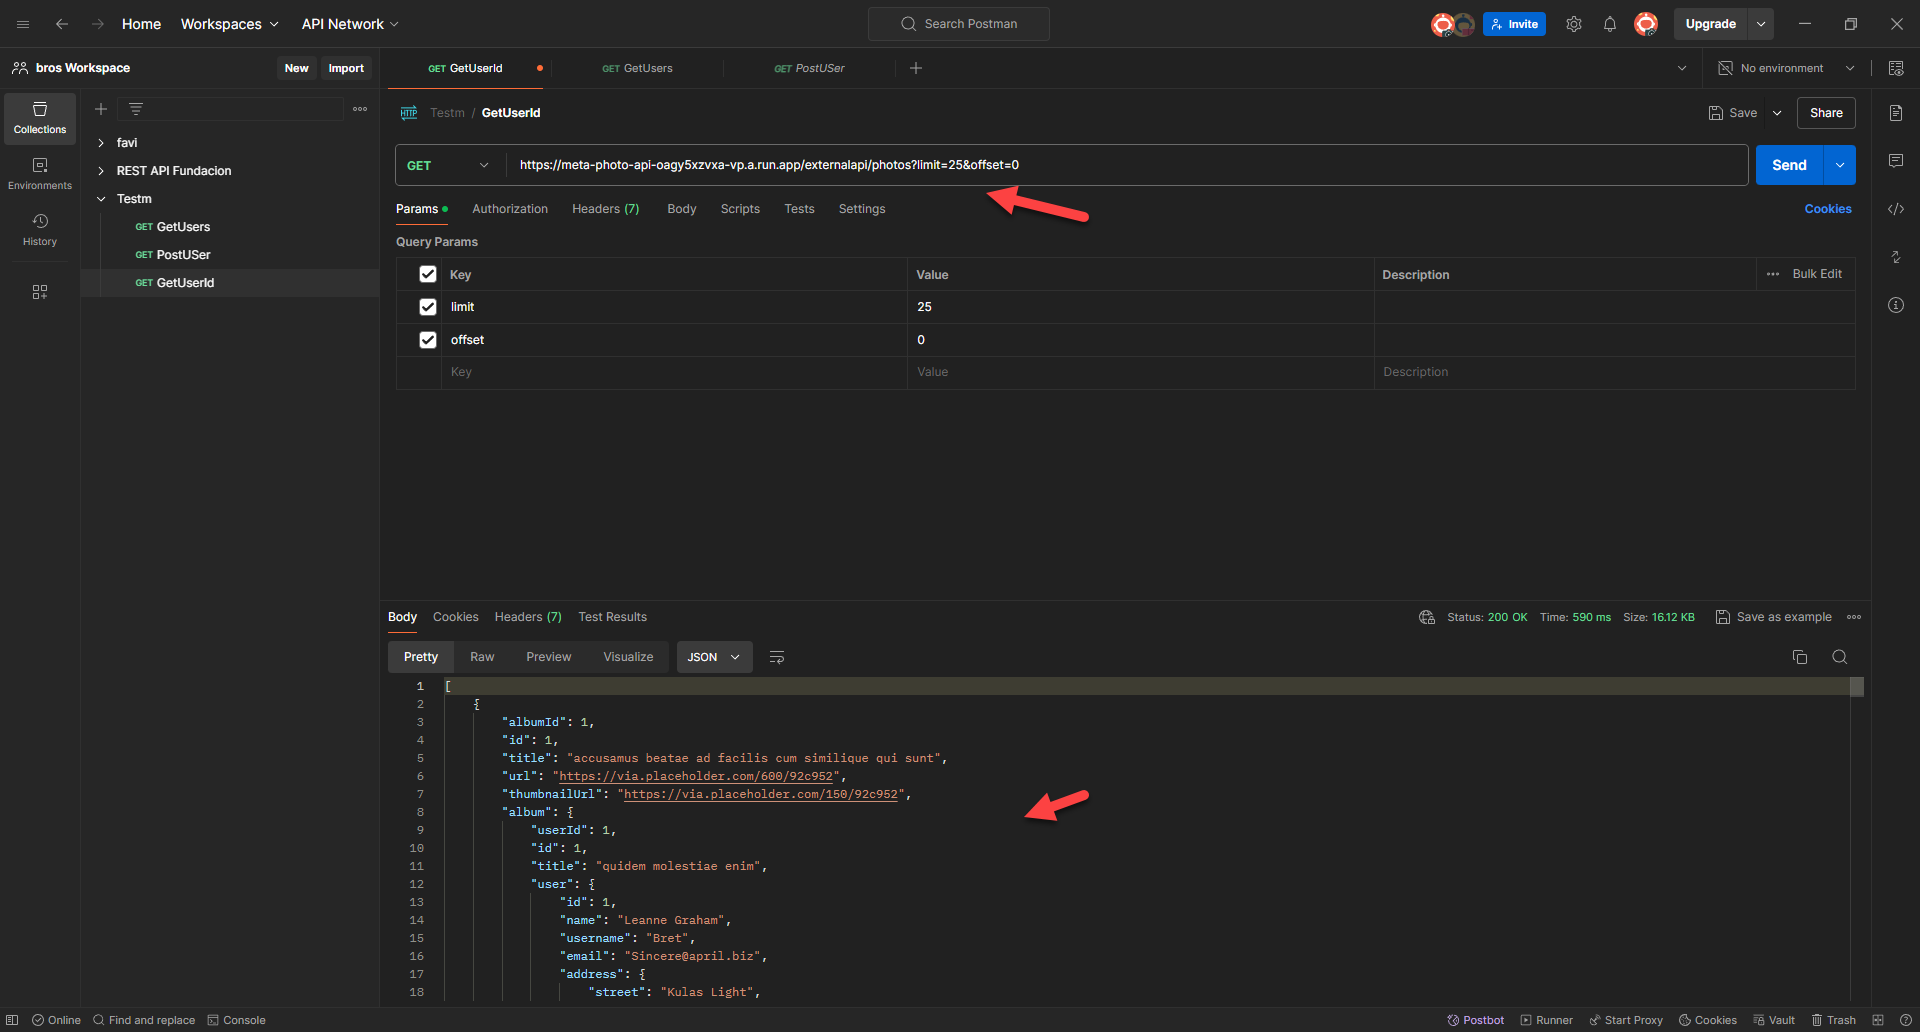 Home Workspaces API Network Search Postman Invite Upgrade
bros Workspace New Import GET GetUserId GET GetUsers GET PostUSer No environment
Collections
Environments
History
favi
REST API Fundacion
Testm
GET GetUsers
GET PostUSer
GET GetUserId
HTTP Testm / GetUserId Save Share
GET https://meta-photo-api-oagy5xzvxa-vp.a.run.app/externalapi/photos?limit=25&offset=0 Send
Params Authorization Headers (7) Body Scripts Tests Settings Cookies
Query Params
Key Value Description Bulk Edit
limit 25
offset 0
Key Value Description
Body Cookies Headers (7) Test Results Status: 200 OK Time: 590 ms Size: 16.12 KB Save as example
Pretty Raw Preview Visualize JSON
1 [
2 {
3 "albumId": 1,
4 "id": 1,
5 "title": "accusamus beatae ad facilis cum similique qui sunt",
6 "url": "https://via.placeholder.com/600/92c952",
7 "thumbnailUrl": "https://via.placeholder.com/150/92c952",
8 "album": {
9 "userId": 1,
10 "id": 1,
11 "title": "quidem molestiae enim",
12 "user": {
13 "id": 1,
14 "name": "Leanne Graham",
15 "username": "Bret",
16 "email": "Sincere@april.biz",
17 "address": {
18 "street": "Kulas Light",
Online Find and replace Console Postbot Runner Start Proxy Cookies Vault Trash